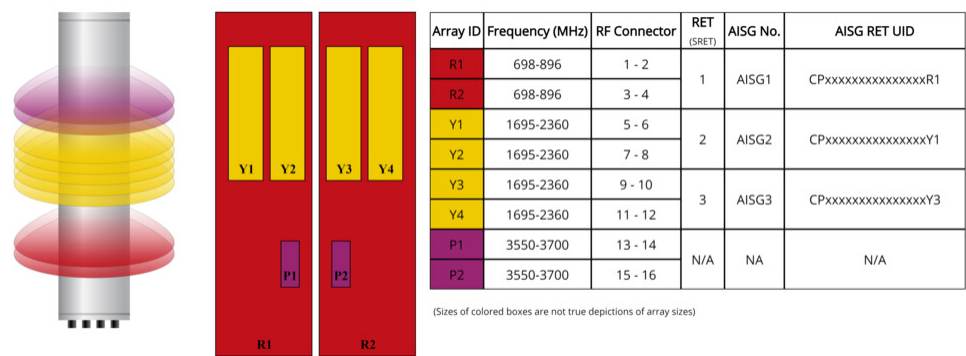 Y1 Y2 Y3 Y4
P1 P2
R1 R2
Array ID Frequency (MHz) RF Connector RET (SRET) AISG No. AISG RET UID
R1 698-896 1 - 2 1 AISG1 CPxxxxxxxxxxxxxxxR1
R2 698-896 3 - 4
Y1 1695-2360 5 - 6 2 AISG2 CPxxxxxxxxxxxxxxxY1
Y2 1695-2360 7 - 8
Y3 1695-2360 9 - 10 3 AISG3 CPxxxxxxxxxxxxxxxY3
Y4 1695-2360 11 - 12
P1 3550-3700 13 - 14 N/A NA N/A
P2 3550-3700 15 - 16
(Sizes of colored boxes are not true depictions of array sizes)